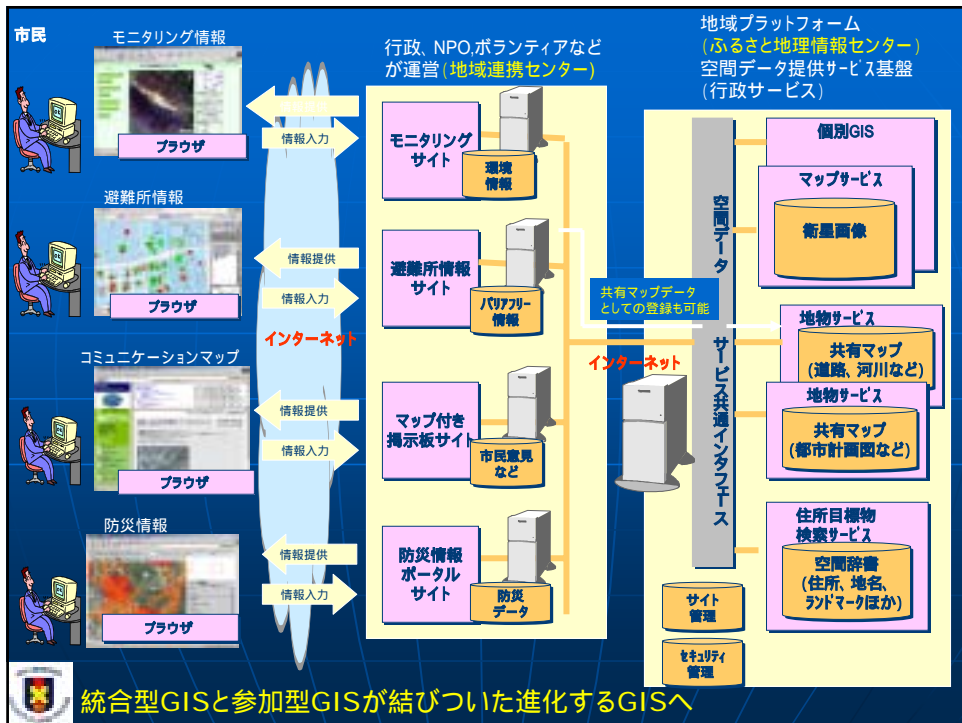 市民
モニタリング情報
ブラウザ
避難所情報
ブラウザ
コミュニケーションマップ
ブラウザ
防災情報
ブラウザ
情報入力
情報提供
情報入力
インターネット
情報提供
情報入力
情報提供
情報入力
行政、NPO,ボランティアなど
が運営(地域連携センター)
モニタリング
サイト
環境
情報
避難所情報
サイト
バリアフリー
情報
マップ付き
掲示板サイト
市民意見
など
防災情報
ポータル
サイト
防災
データ
共有マップデータ
としての登録も可能
インターネット
地域プラットフォーム
(ふるさと地理情報センター)
空間データ提供サービス基盤
(行政サービス)
空間データ サービス共通インタフェース
個別GIS
マップサービス
衛星画像
地物サービス
共有マップ
(道路、河川など)
地物サービス
共有マップ
(都市計画図など)
住所目標物
検索サービス
空間辞書
(住所、地名、
ランドマークほか)
サイト
管理
セキュリティ
管理
統合型GISと参加型GISが結びついた進化するGISへ